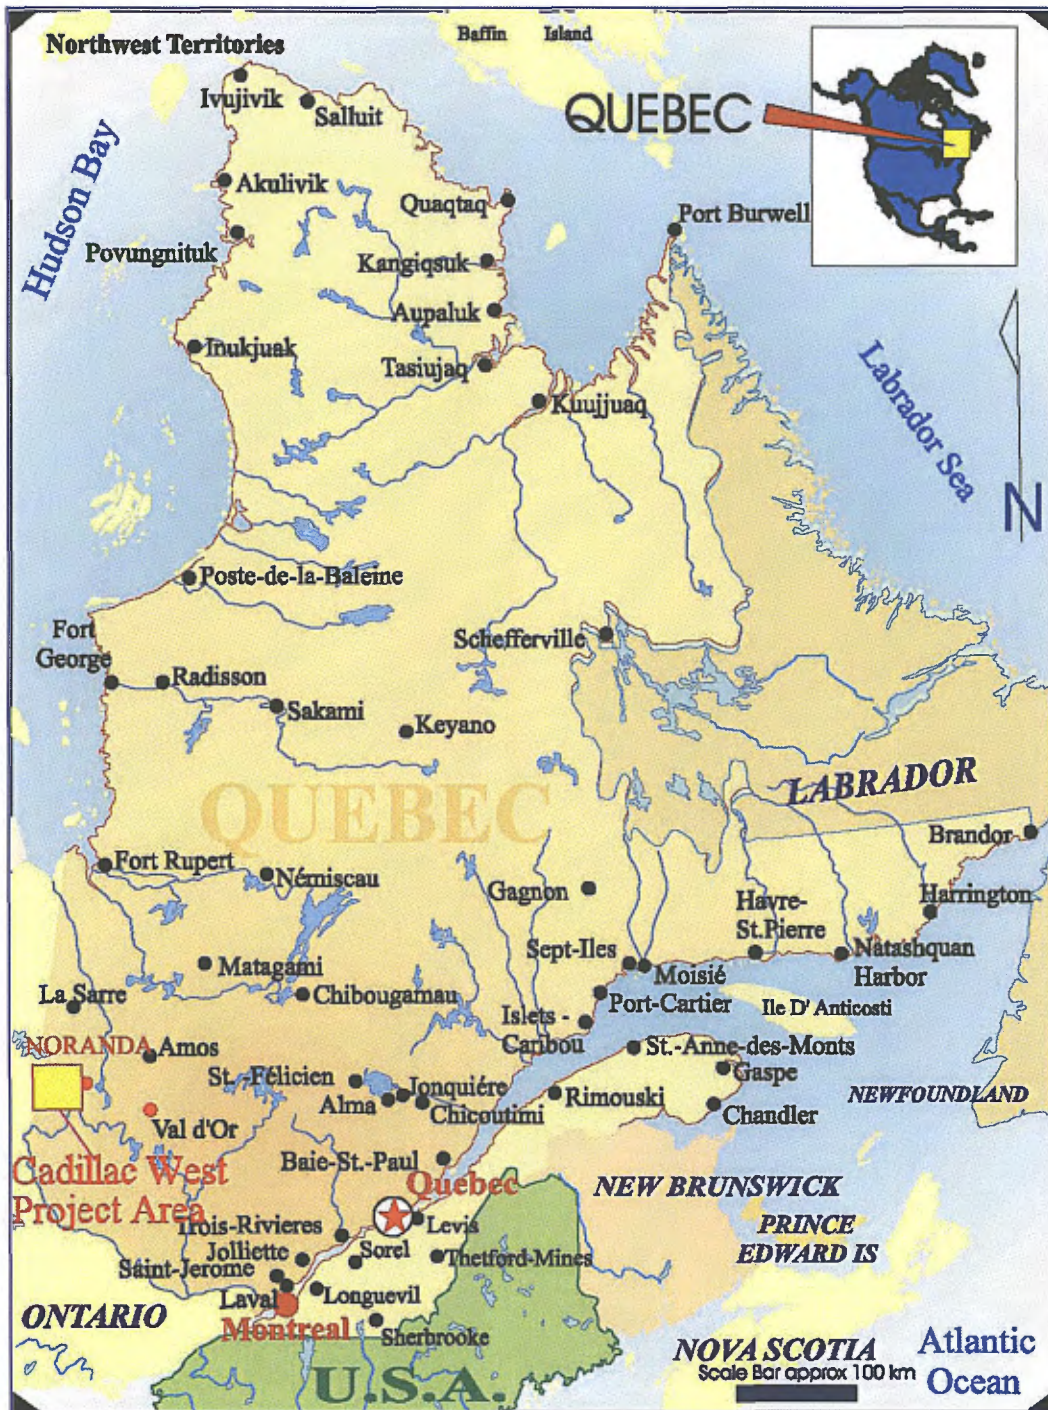 Baffin Island
Northwest Territories
Ivujivik
Salluit
QUEBEC
Hudson Bay
Akulivik
Quaqtaq
Port Burwell
Povungnituk
Kangiqsuk
Aupaluk
Inukjuak
Tasiujaq
Kuujjuaq
Labrador Sea
N
Poste-de-la-Baleine
Fort
George
Schefferville
Radisson
Sakami
Keyano
QUEBEC
LABRADOR
Brandor
Fort Rupert
Némiscau
Gagnon
Havre-
St.Pierre
Harrington
Sept-Iles
Natashquan
Harbor
Matagami
Moisié
La Sarre
Chibougamau
Port-Cartier
Ile D' Anticosti
Islets -
Caribou
NORANDA
Amos
St.-Anne-des-Monts
St.-Félicien
Jonquiére
Gaspe
Alma
Chicoutimi
Rimouski
Chandler
NEWFOUNDLAND
Val d'Or
Baie-St.-Paul
Cadillac West
Project Area
Quebec
NEW BRUNSWICK
Levis
PRINCE
EDWARD IS
Trois-Rivieres
Sorel
Jolliette
Thetford-Mines
Saint-Jerome
Laval
Longuevil
ONTARIO
Montreal
Sherbrooke
NOVA SCOTIA
Atlantic
Ocean
Scale Bar approx 100 km
U.S.A.